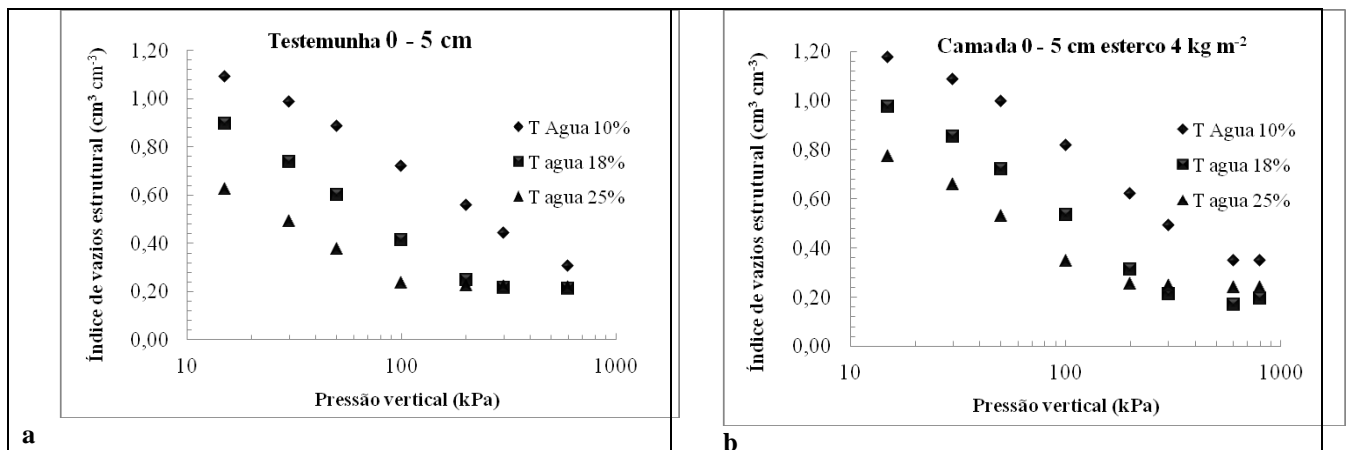 Testemunha 0 - 5 cm
Índice de vazios estrutural (cm³ cm⁻³)
1,20
1,00
0,80
0,60
0,40
0,20
0,00
T Agua 10%
T agua 18%
T agua 25%
10
100
1000
Pressão vertical (kPa)
a
Camada 0 - 5 cm esterco 4 kg m⁻²
Índice de vazios estrutural (cm³ cm⁻³)
1,20
1,00
0,80
0,60
0,40
0,20
0,00
T Agua 10%
T agua 18%
T agua 25%
10
100
1000
Pressão vertical (kPa)
b